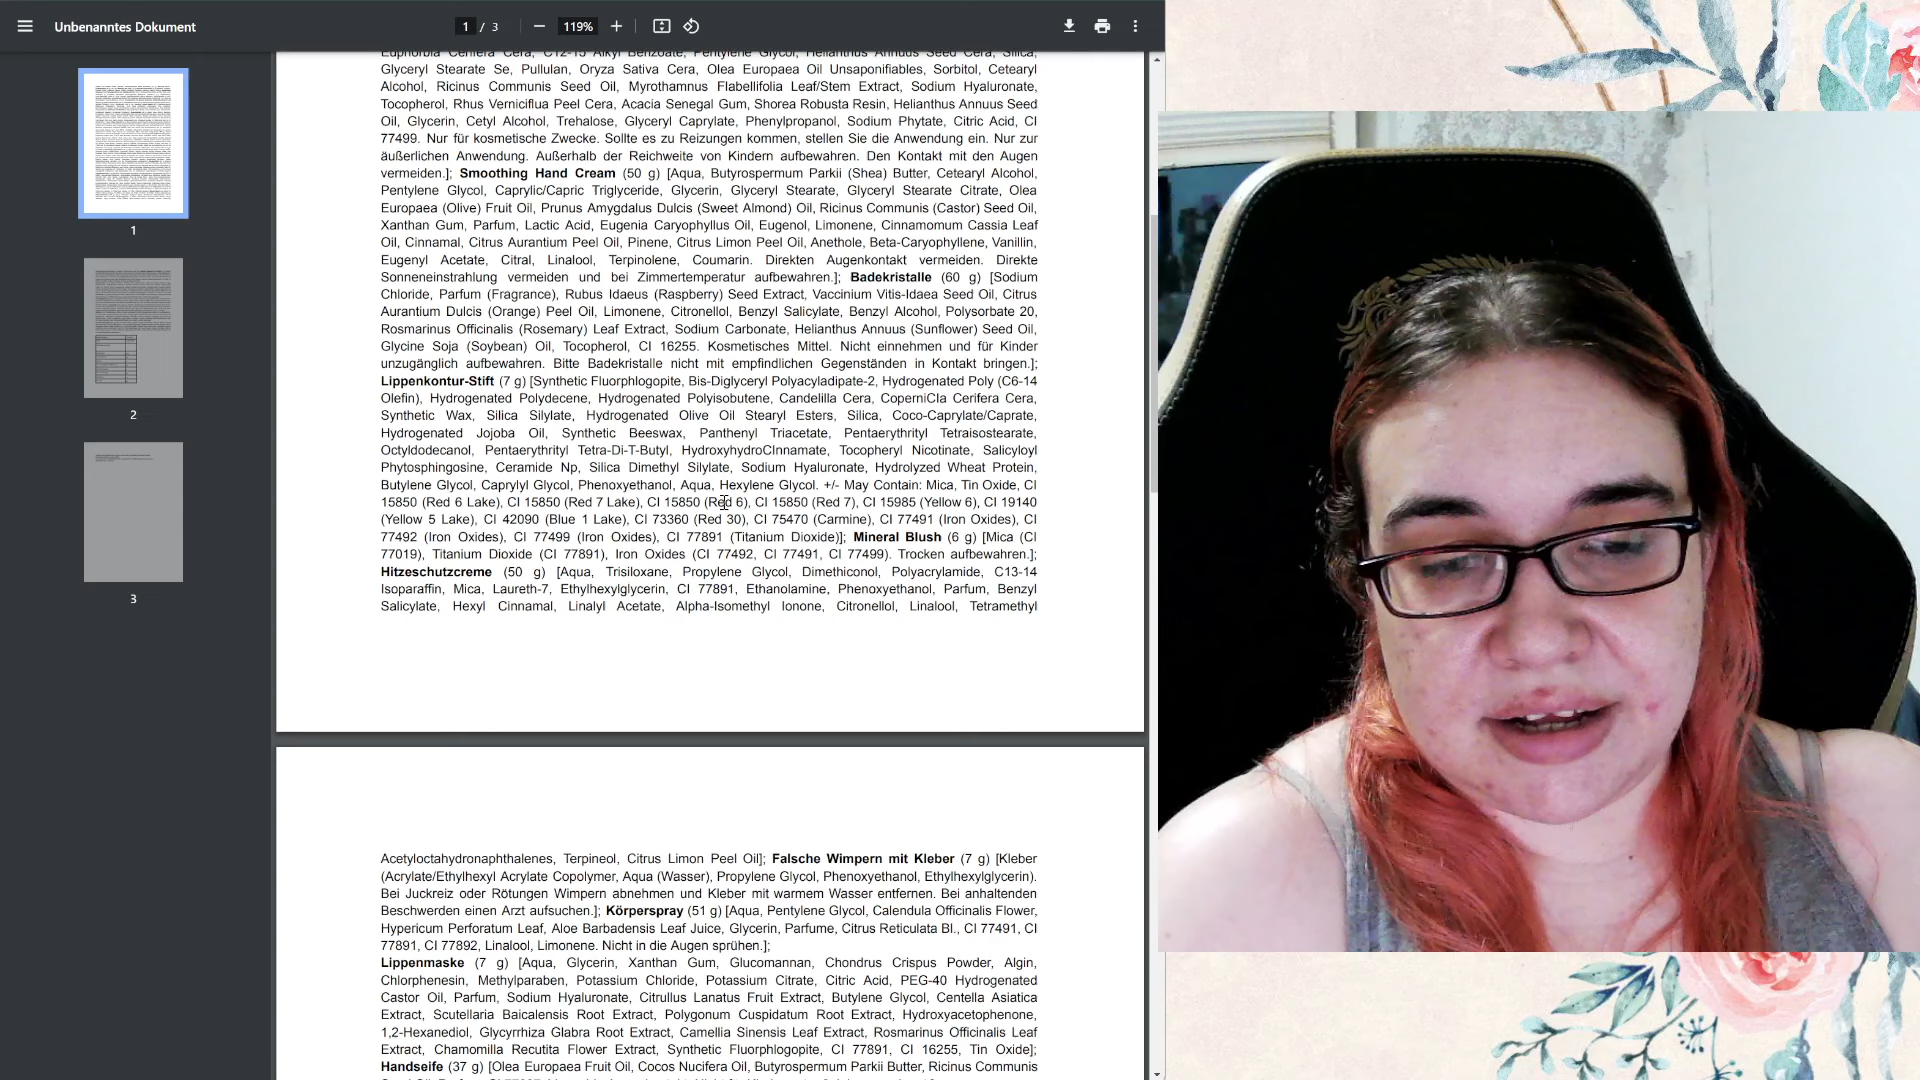 Unbenanntes Dokument
1 / 3
119%
1
2
3
Euphorbia Cerifera Cera, C12-15 Alkyl Benzoate, Pentylene Glycol, Helianthus Annuus Seed Cera, Silica,
Glyceryl Stearate Se, Pullulan, Oryza Sativa Cera, Olea Europaea Oil Unsaponifiables, Sorbitol, Cetearyl
Alcohol, Ricinus Communis Seed Oil, Myrothamnus Flabellifolia Leaf/Stem Extract, Sodium Hyaluronate,
Tocopherol, Rhus Verniciflua Peel Cera, Acacia Senegal Gum, Shorea Robusta Resin, Helianthus Annuus Seed
Oil, Glycerin, Cetyl Alcohol, Trehalose, Glyceryl Caprylate, Phenylpropanol, Sodium Phytate, Citric Acid, CI
77499. Nur für kosmetische Zwecke. Sollte es zu Reizungen kommen, stellen Sie die Anwendung ein. Nur zur
äußerlichen Anwendung. Außerhalb der Reichweite von Kindern aufbewahren. Den Kontakt mit den Augen
vermeiden.]; Smoothing Hand Cream (50 g) [Aqua, Butyrospermum Parkii (Shea) Butter, Cetearyl Alcohol,
Pentylene Glycol, Caprylic/Capric Triglyceride, Glycerin, Glyceryl Stearate, Glyceryl Stearate Citrate, Olea
Europaea (Olive) Fruit Oil, Prunus Amygdalus Dulcis (Sweet Almond) Oil, Ricinus Communis (Castor) Seed Oil,
Xanthan Gum, Parfum, Lactic Acid, Eugenia Caryophyllus Oil, Eugenol, Limonene, Cinnamomum Cassia Leaf
Oil, Cinnamal, Citrus Aurantium Peel Oil, Pinene, Citrus Limon Peel Oil, Anethole, Beta-Caryophyllene, Vanillin,
Eugenyl Acetate, Citral, Linalool, Terpinolene, Coumarin. Direkten Augenkontakt vermeiden. Direkte
Sonneneinstrahlung vermeiden und bei Zimmertemperatur aufbewahren.]; Badekristalle (60 g) [Sodium
Chloride, Parfum (Fragrance), Rubus Idaeus (Raspberry) Seed Extract, Vaccinium Vitis-Idaea Seed Oil, Citrus
Aurantium Dulcis (Orange) Peel Oil, Limonene, Citronellol, Benzyl Salicylate, Benzyl Alcohol, Polysorbate 20,
Rosmarinus Officinalis (Rosemary) Leaf Extract, Sodium Carbonate, Helianthus Annuus (Sunflower) Seed Oil,
Glycine Soja (Soybean) Oil, Tocopherol, CI 16255. Kosmetisches Mittel. Nicht einnehmen und für Kinder
unzugänglich aufbewahren. Bitte Badekristalle nicht mit empfindlichen Gegenständen in Kontakt bringen.];
Lippenkontur-Stift (7 g) [Synthetic Fluorphlogopite, Bis-Diglyceryl Polyacyladipate-2, Hydrogenated Poly (C6-14
Olefin), Hydrogenated Polydecene, Hydrogenated Polyisobutene, Candelilla Cera, CoperniCIa Cerifera Cera,
Synthetic Wax, Silica Silylate, Hydrogenated Olive Oil Stearyl Esters, Silica, Coco-Caprylate/Caprate,
Hydrogenated Jojoba Oil, Synthetic Beeswax, Panthenyl Triacetate, Pentaerythrityl Tetraisostearate,
Octyldodecanol, Pentaerythrityl Tetra-Di-T-Butyl, HydroxyhydroCInnamate, Tocopheryl Nicotinate, Salicyloyl
Phytosphingosine, Ceramide Np, Silica Dimethyl Silylate, Sodium Hyaluronate, Hydrolyzed Wheat Protein,
Butylene Glycol, Caprylyl Glycol, Phenoxyethanol, Aqua, Hexylene Glycol. +/- May Contain: Mica, Tin Oxide, CI
15850 (Red 6 Lake), CI 15850 (Red 7 Lake), CI 15850 (Red 6), CI 15850 (Red 7), CI 15985 (Yellow 6), CI 19140
(Yellow 5 Lake), CI 42090 (Blue 1 Lake), CI 73360 (Red 30), CI 75470 (Carmine), CI 77491 (Iron Oxides), CI
77492 (Iron Oxides), CI 77499 (Iron Oxides), CI 77891 (Titanium Dioxide)]; Mineral Blush (6 g) [Mica (CI
77019), Titanium Dioxide (CI 77891), Iron Oxides (CI 77492, CI 77491, CI 77499). Trocken aufbewahren.];
Hitzeschutzcreme (50 g) [Aqua, Trisiloxane, Propylene Glycol, Dimethiconol, Polyacrylamide, C13-14
Isoparaffin, Mica, Laureth-7, Ethylhexylglycerin, CI 77891, Ethanolamine, Phenoxyethanol, Parfum, Benzyl
Salicylate, Hexyl Cinnamal, Linalyl Acetate, Alpha-Isomethyl Ionone, Citronellol, Linalool, Tetramethyl
Acetyloctahydronaphthalenes, Terpineol, Citrus Limon Peel Oil]; Falsche Wimpern mit Kleber (7 g) [Kleber
(Acrylate/Ethylhexyl Acrylate Copolymer, Aqua (Wasser), Propylene Glycol, Phenoxyethanol, Ethylhexylglycerin).
Bei Juckreiz oder Rötungen Wimpern abnehmen und Kleber mit warmem Wasser entfernen. Bei anhaltenden
Beschwerden einen Arzt aufsuchen.]; Körperspray (51 g) [Aqua, Pentylene Glycol, Calendula Officinalis Flower,
Hypericum Perforatum Leaf, Aloe Barbadensis Leaf Juice, Glycerin, Parfume, Citrus Reticulata Bl., CI 77491, CI
77891, CI 77892, Linalool, Limonene. Nicht in die Augen sprühen.];
Lippenmaske (7 g) [Aqua, Glycerin, Xanthan Gum, Glucomannan, Chondrus Crispus Powder, Algin,
Chlorphenesin, Methylparaben, Potassium Chloride, Potassium Citrate, Citric Acid, PEG-40 Hydrogenated
Castor Oil, Parfum, Sodium Hyaluronate, Citrullus Lanatus Fruit Extract, Butylene Glycol, Centella Asiatica
Extract, Scutellaria Baicalensis Root Extract, Polygonum Cuspidatum Root Extract, Hydroxyacetophenone,
1,2-Hexanediol, Glycyrrhiza Glabra Root Extract, Camellia Sinensis Leaf Extract, Rosmarinus Officinalis Leaf
Extract, Chamomilla Recutita Flower Extract, Synthetic Fluorphlogopite, CI 77891, CI 16255, Tin Oxide];
Handseife (37 g) [Olea Europaea Fruit Oil, Cocos Nucifera Oil, Butyrospermum Parkii Butter, Ricinus Communis